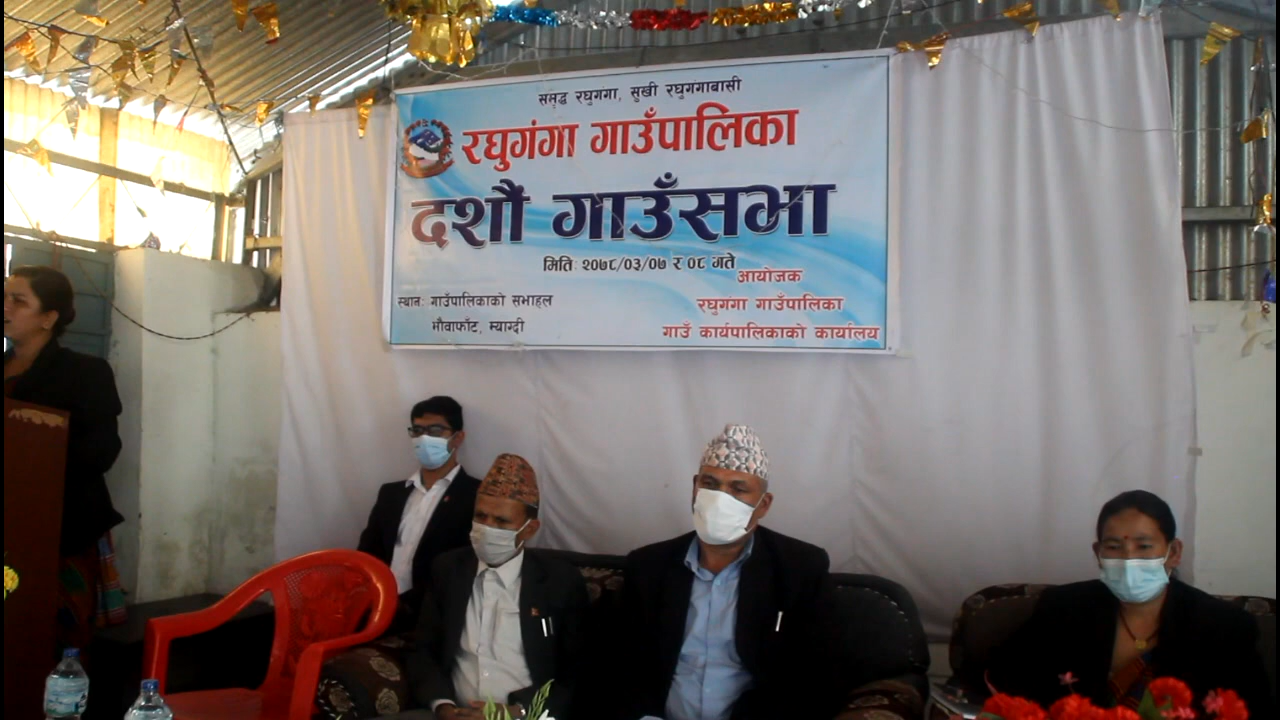 समृद्ध रघुगंगा, सुखी रघुगंगाबासी
रघुगंगा गाउँपालिका
दशौं गाउँसभा
मितिः २०७८/०३/०७ र ०८ गते
आयोजक
स्थानः गाउँपालिकाको सभाहल
रघुगंगा गाउँपालिका
भौवाफाँट, म्याग्दी
गाउँ कार्यपालिकाको कार्यालय